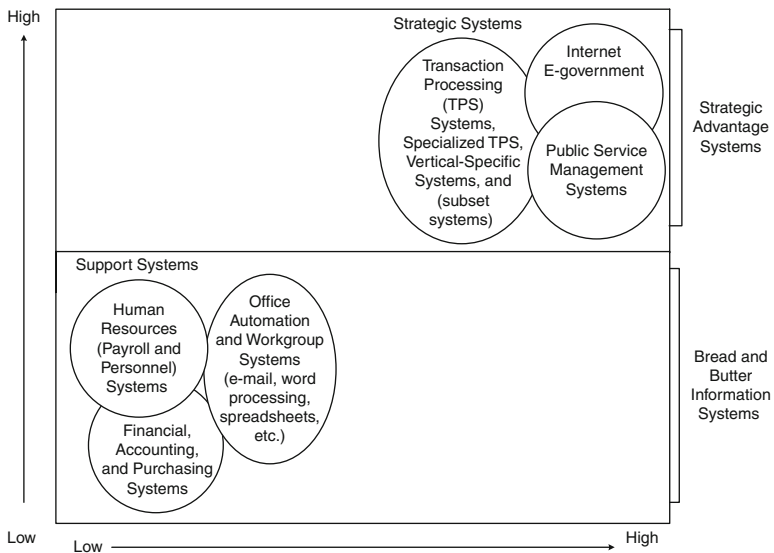 High
Strategic Systems
Transaction
Processing
(TPS)
Systems,
Specialized TPS,
Vertical-Specific
Systems, and
(subset
systems)
Internet
E-government
Public Service
Management
Systems
Strategic
Advantage
Systems
Support Systems
Human
Resources
(Payroll and
Personnel)
Systems
Office
Automation
and Workgroup
Systems
(e-mail, word
processing,
spreadsheets,
etc.)
Financial,
Accounting,
and Purchasing
Systems
Bread and
Butter
Information
Systems
Low
Low
High